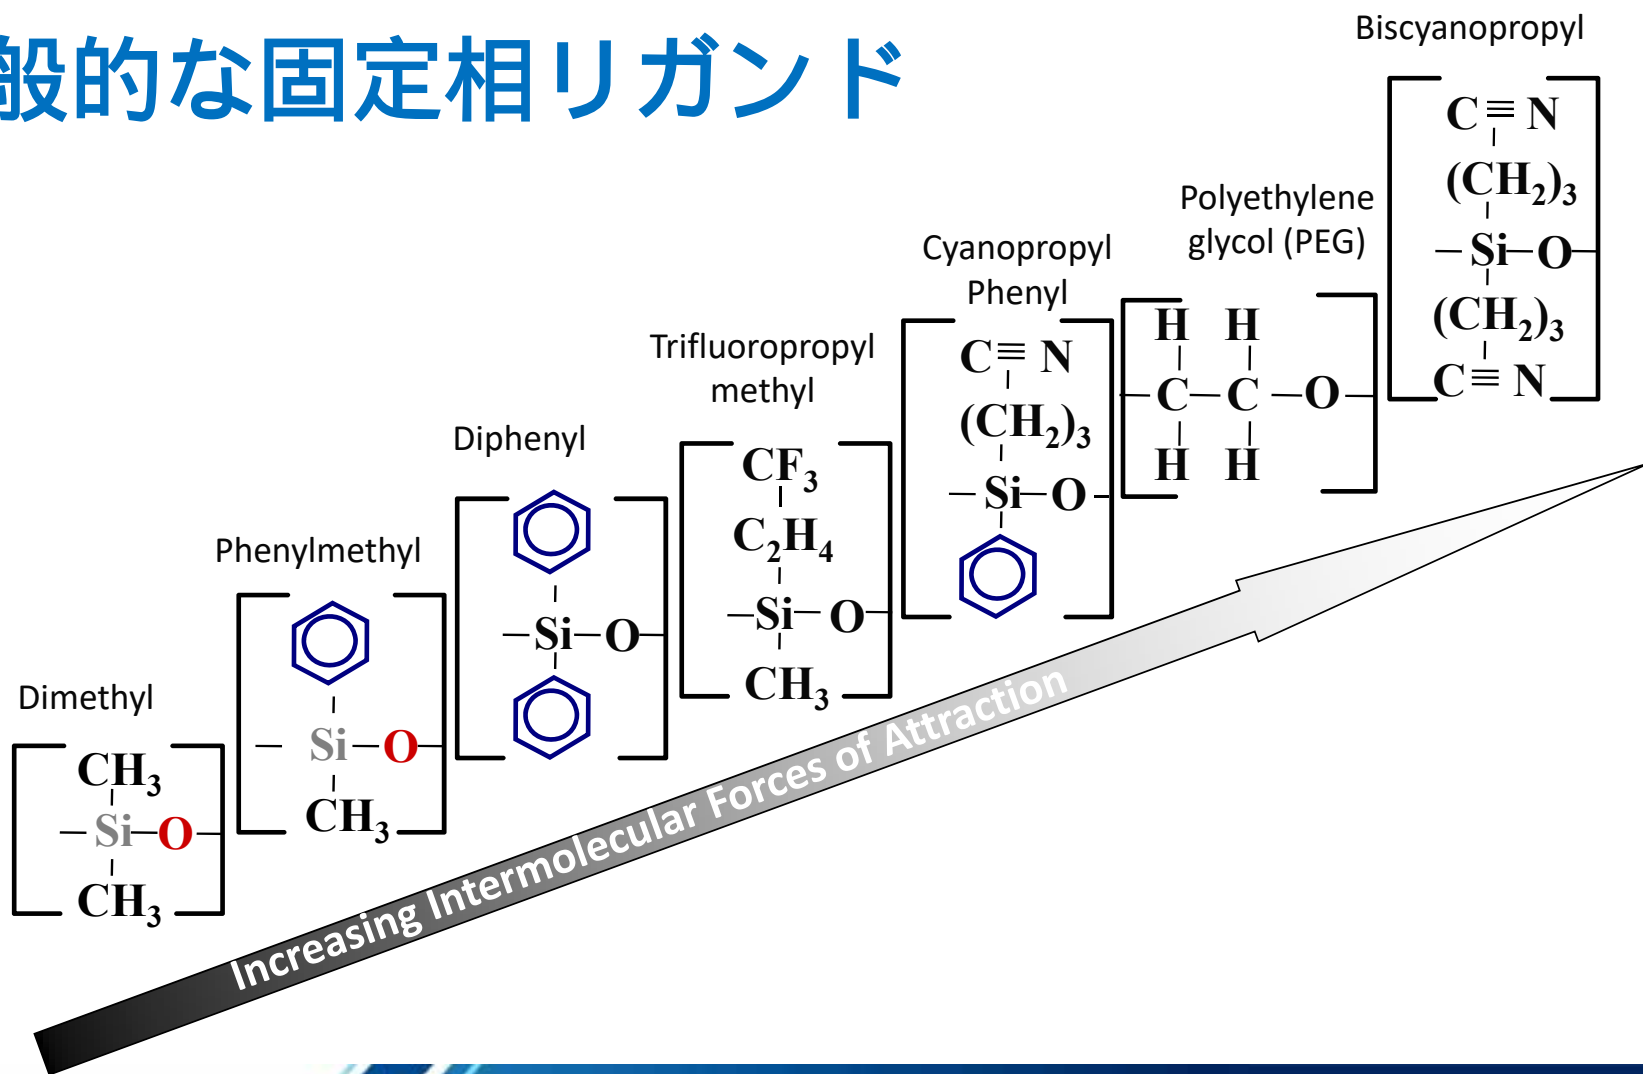 般的な固定相リガンド
Biscyanopropyl
C≡N
(CH₂)₃
Si–O
(CH₂)₃
C≡N
Polyethylene
glycol (PEG)
H H
C–C–O
H H
Cyanopropyl
Phenyl
C≡N
(CH₂)₃
Si–O
Trifluoropropyl
methyl
CF₃
C₂H₄
Si–O
CH₃
Diphenyl
Si–O
Phenylmethyl
Si–O
CH₃
Dimethyl
CH₃
Si–O
CH₃
Increasing Intermolecular Forces of Attraction